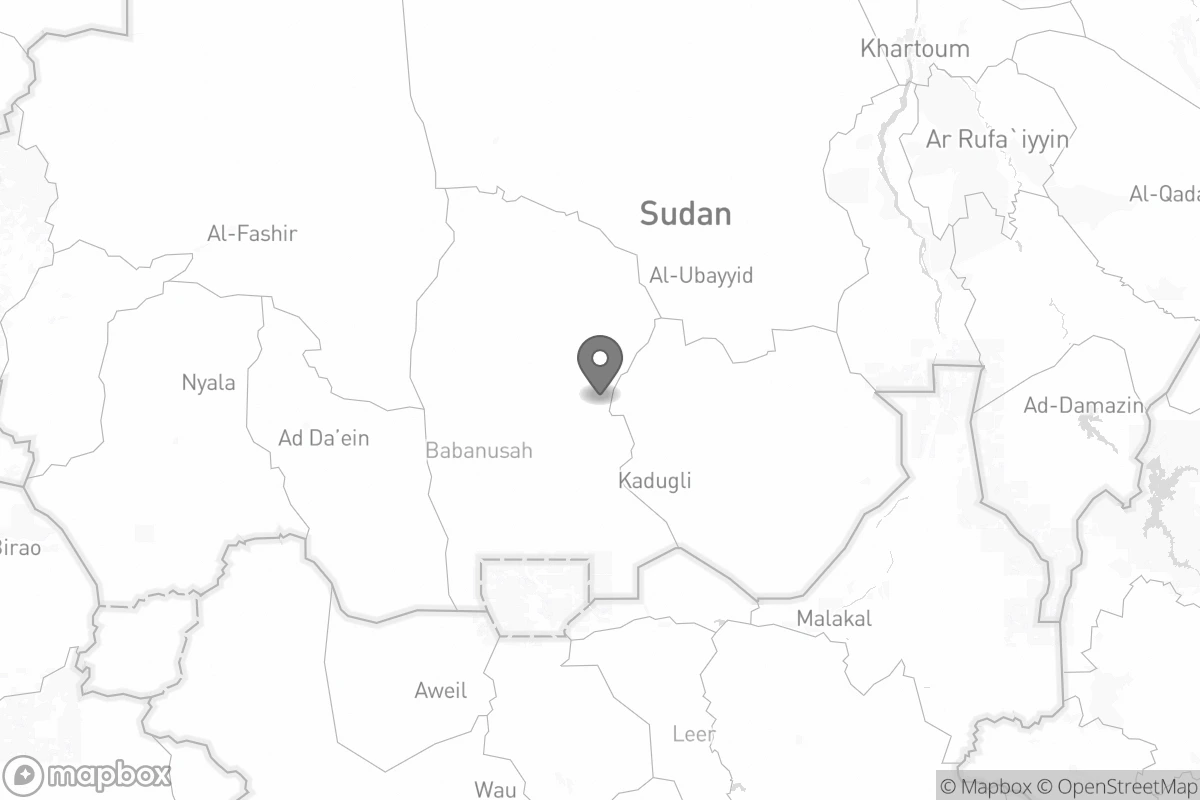 Khartoum
Ar Rufa`iyyin
Al-Qada
Sudan
Al-Fashir
Al-Ubayyid
Nyala
Ad-Damazin
Ad Da'ein
Babanusah
Kadugli
Birao
Malakal
Aweil
Leer
Wau
mapbox
© Mapbox © OpenStreetMap